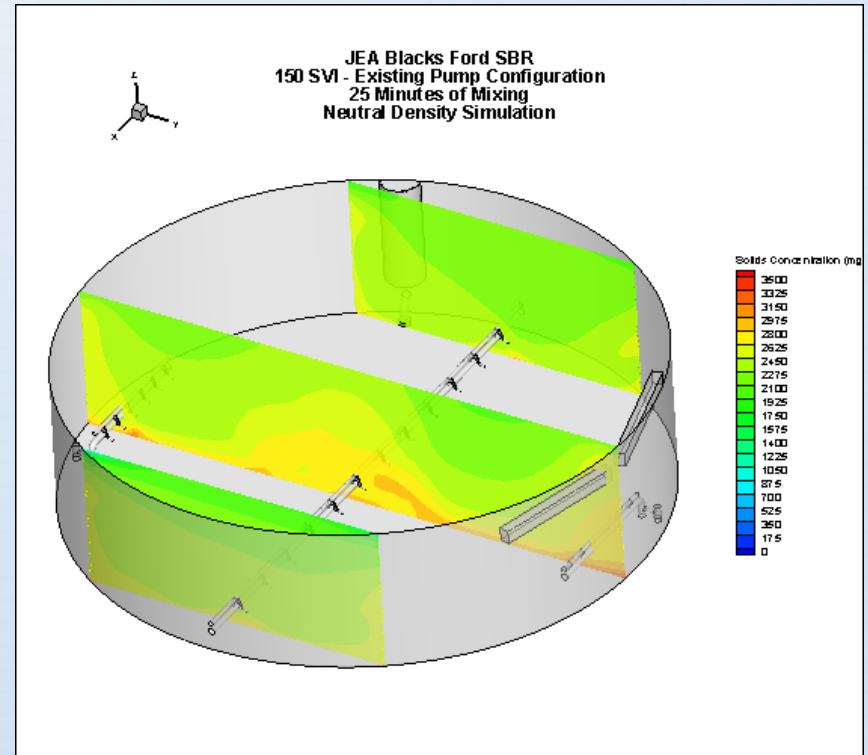 JEA Blacks Ford SBR
150 SVI - Existing Pump Configuration
25 Minutes of Mixing
Neutral Density Simulation
Z
X
Y
Solids Concentration (mg
3500
3325
3150
2975
2800
2625
2450
2275
2100
1925
1750
1575
1400
1225
1050
875
700
525
350
175
0